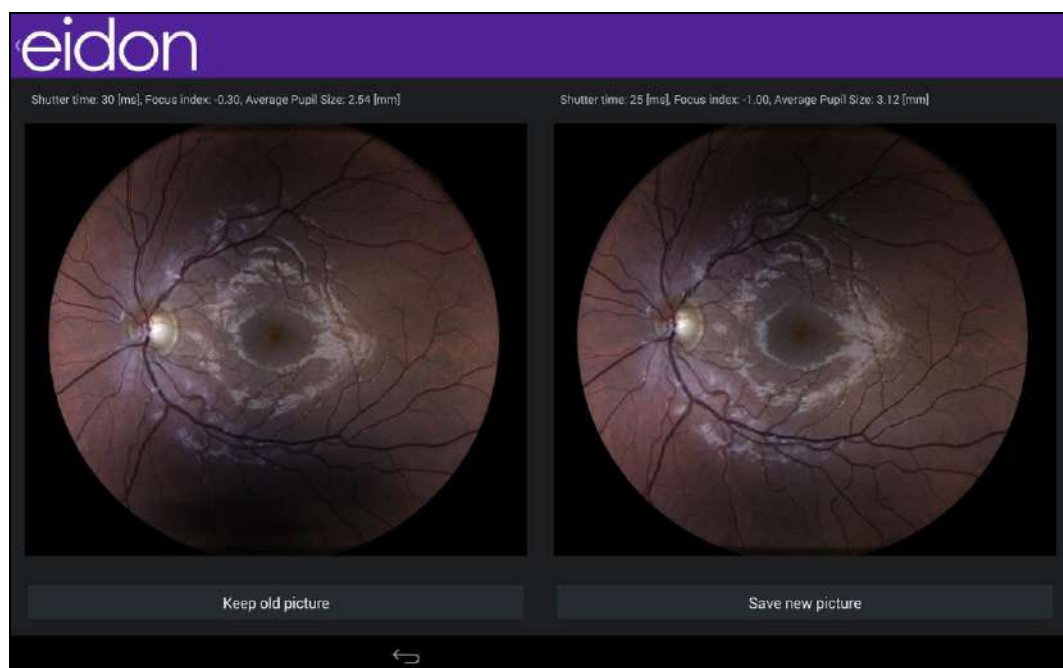 eidon
Shutter time: 30 [ms], Focus index: -0.30, Average Pupil Size: 2.54 [mm]
Shutter time: 25 [ms], Focus index: -1.00, Average Pupil Size: 3.12 [mm]
Keep old picture
Save new picture